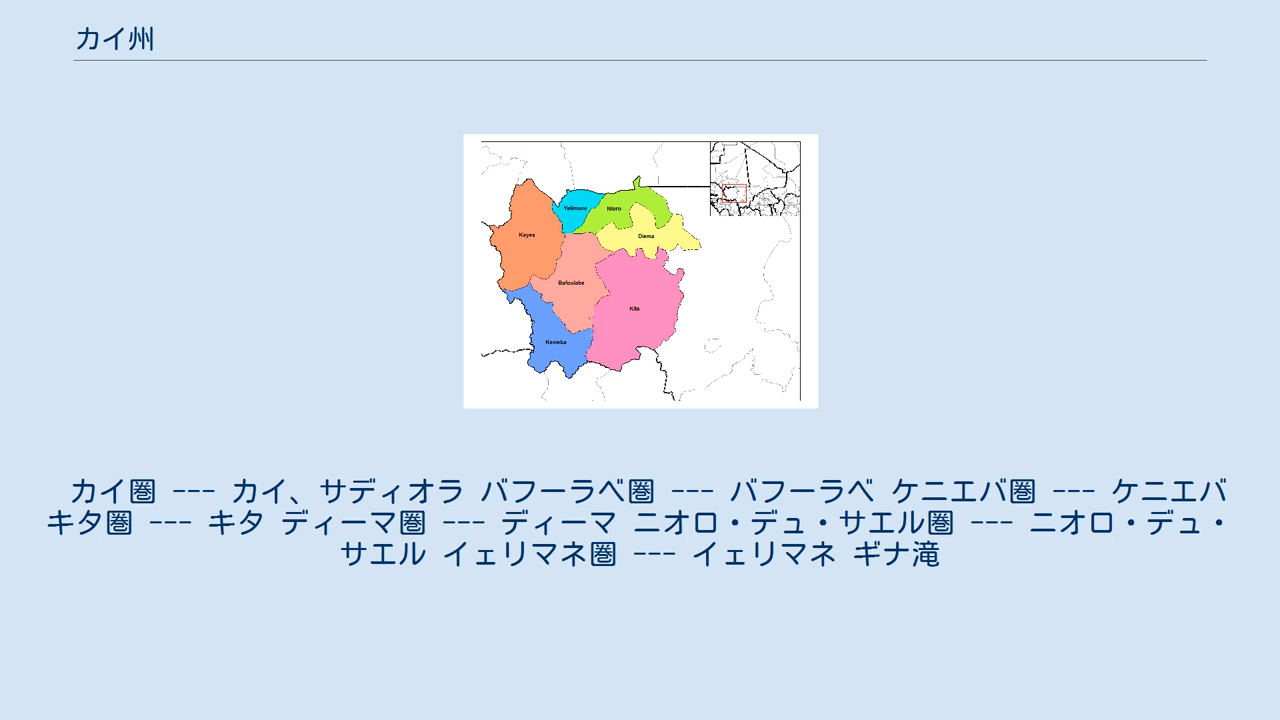 カイ州
Yelimane
Nioro
Kayes
Diema
Bafoulabe
Kita
Kenieba
カイ圏 --- カイ、サディオラ バフーラベ圏 --- バフーラベ ケニエバ圏 --- ケニエバ
キタ圏 --- キタ ディーマ圏 --- ディーマ ニオロ・デュ・サエル圏 --- ニオロ・デュ・
サエル イェリマネ圏 --- イェリマネ ギナ滝